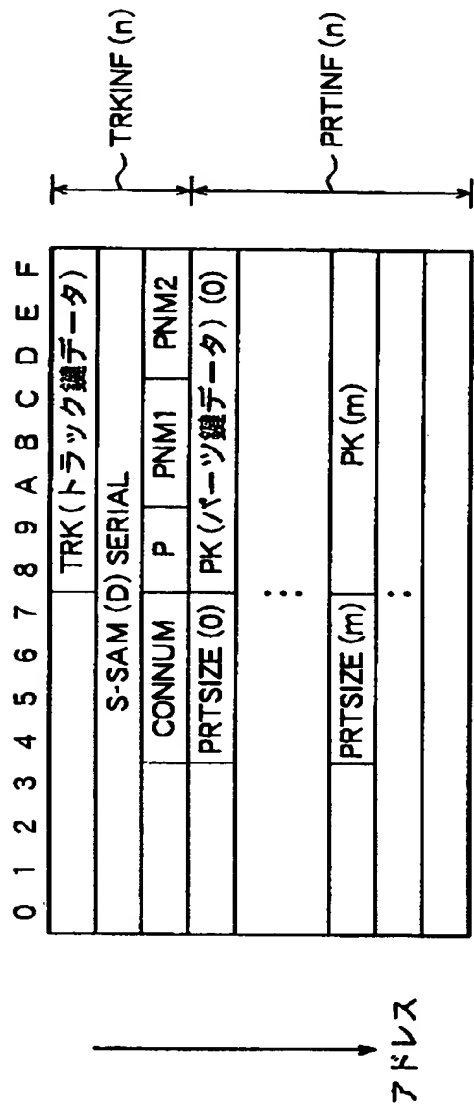 0 1 2 3 4 5 6 7 8 9 A B C D E F
TRK(トラック鍵データ)
S-SAM (D) SERIAL
CONNUM P PNM1 PNM2
PRTSIZE (0) PK (パーツ鍵データ) (0)
PRTSIZE (m) PK (m)
TRKINF (n)
PRTINF (n)
アドレス